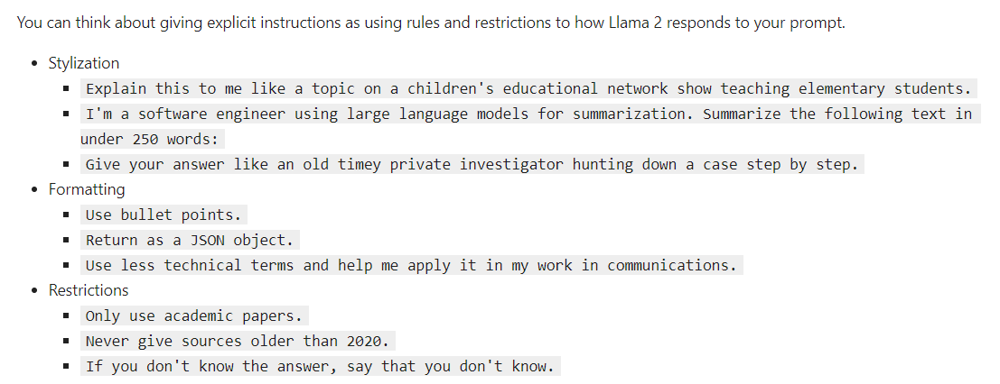 You can think about giving explicit instructions as using rules and restrictions to how Llama 2 responds to your prompt.
• Stylization
▪ Explain this to me like a topic on a children's educational network show teaching elementary students.
▪ I'm a software engineer using large language models for summarization. Summarize the following text in
under 250 words:
▪ Give your answer like an old timey private investigator hunting down a case step by step.
• Formatting
▪ Use bullet points.
▪ Return as a JSON object.
▪ Use less technical terms and help me apply it in my work in communications.
• Restrictions
▪ Only use academic papers.
▪ Never give sources older than 2020.
▪ If you don't know the answer, say that you don't know.